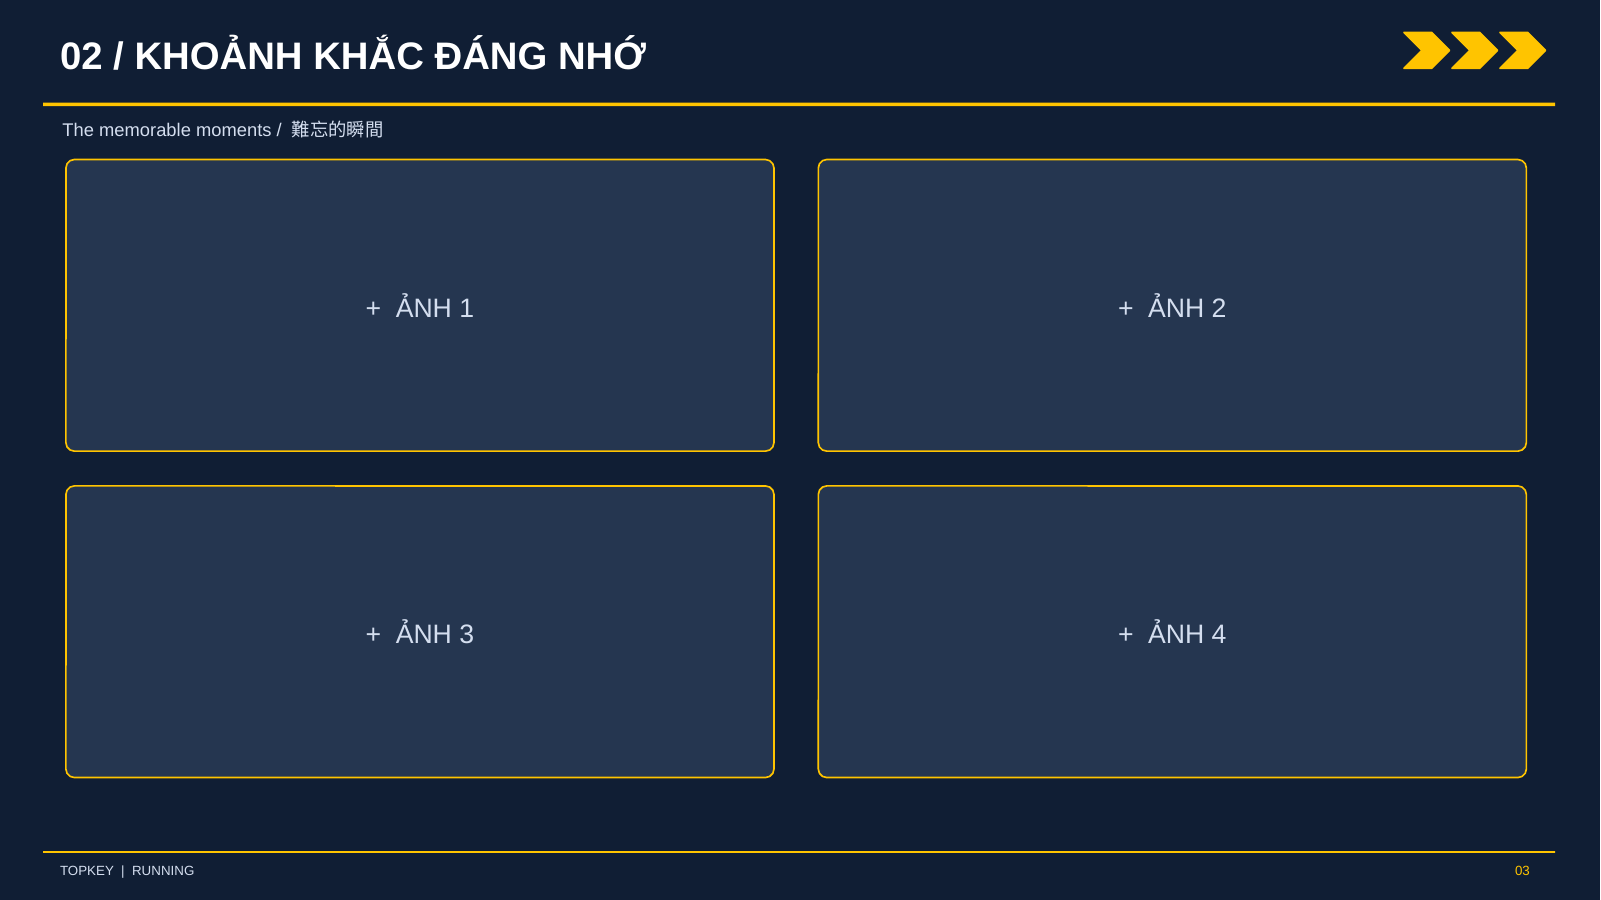 02 / KHOẢNH KHẮC ĐÁNG NHỚ
The memorable moments / 難忘的瞬間
+ ẢNH 1
+ ẢNH 2
+ ẢNH 3
+ ẢNH 4
TOPKEY | RUNNING
03